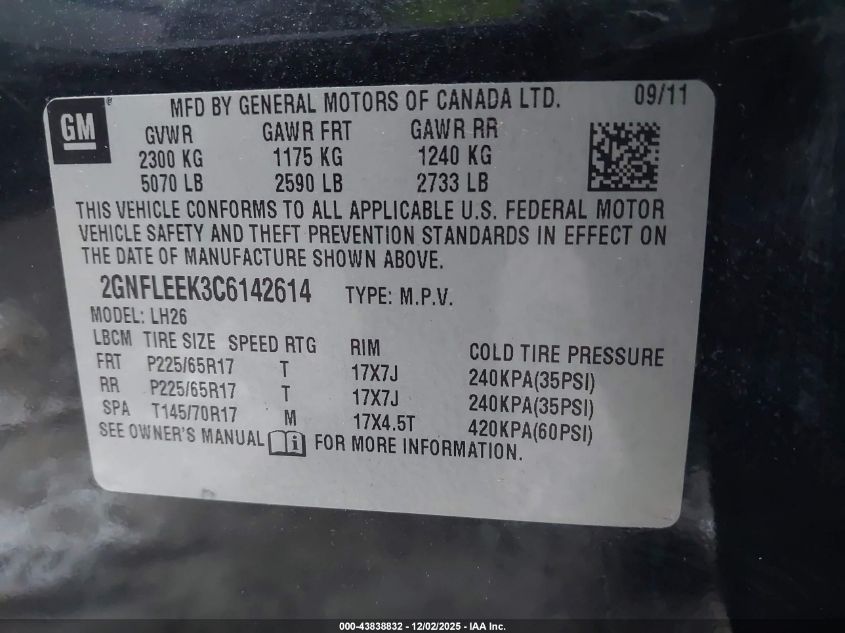 GM ® MFD BY GENERAL MOTORS OF CANADA LTD. 09/11
GVWR GAWR FRT GAWR RR
2300 KG 1175 KG 1240 KG
5070 LB 2590 LB 2733 LB
THIS VEHICLE CONFORMS TO ALL APPLICABLE U.S. FEDERAL MOTOR
VEHICLE SAFETY AND THEFT PREVENTION STANDARDS IN EFFECT ON
THE DATE OF MANUFACTURE SHOWN ABOVE.
2GNFLEEK3C6142614 TYPE: M.P.V.
MODEL: LH26
LBCM TIRE SIZE SPEED RTG RIM COLD TIRE PRESSURE
FRT P225/65R17 T 17X7J 240KPA(35PSI)
RR P225/65R17 T 17X7J 240KPA(35PSI)
SPA T145/70R17 M 17X4.5T 420KPA(60PSI)
SEE OWNER'S MANUAL i FOR MORE INFORMATION.
000-43838832 - 12/02/2025 - IAA Inc.